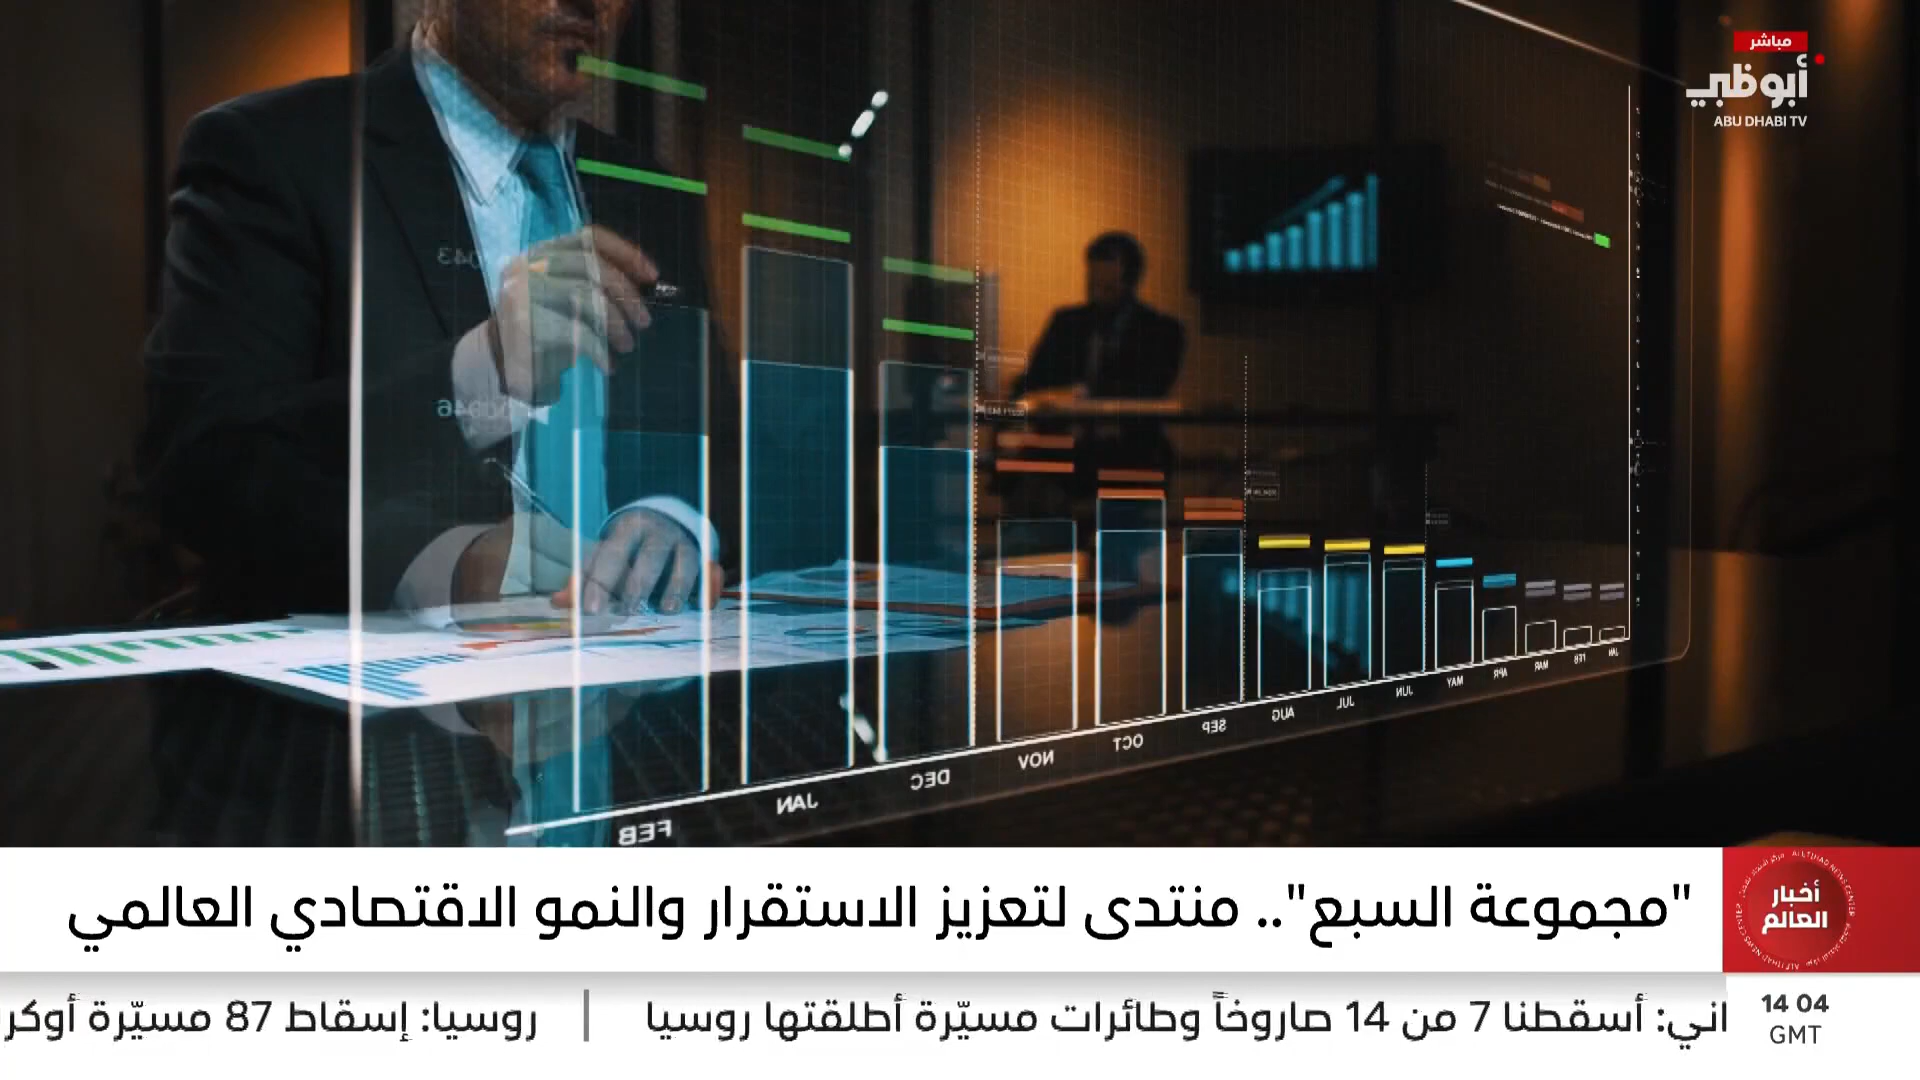 مباشر
أبوظبي
ABU DHABI TV
FEB
JAN
DEC
NOV
OCT
SEP
AUG
JUL
JUN
MAY
APR
MAR
FEB
JAN
"مجموعة السبع".. منتدى لتعزيز الاستقرار والنمو الاقتصادي العالمي
أخبار
العالم
اني: أسقطنا 7 من 14 صاروخاً وطائرات مسيّرة أطلقتها روسيا | روسيا: إسقاط 87 مسيّرة أوكر
14 04
GMT